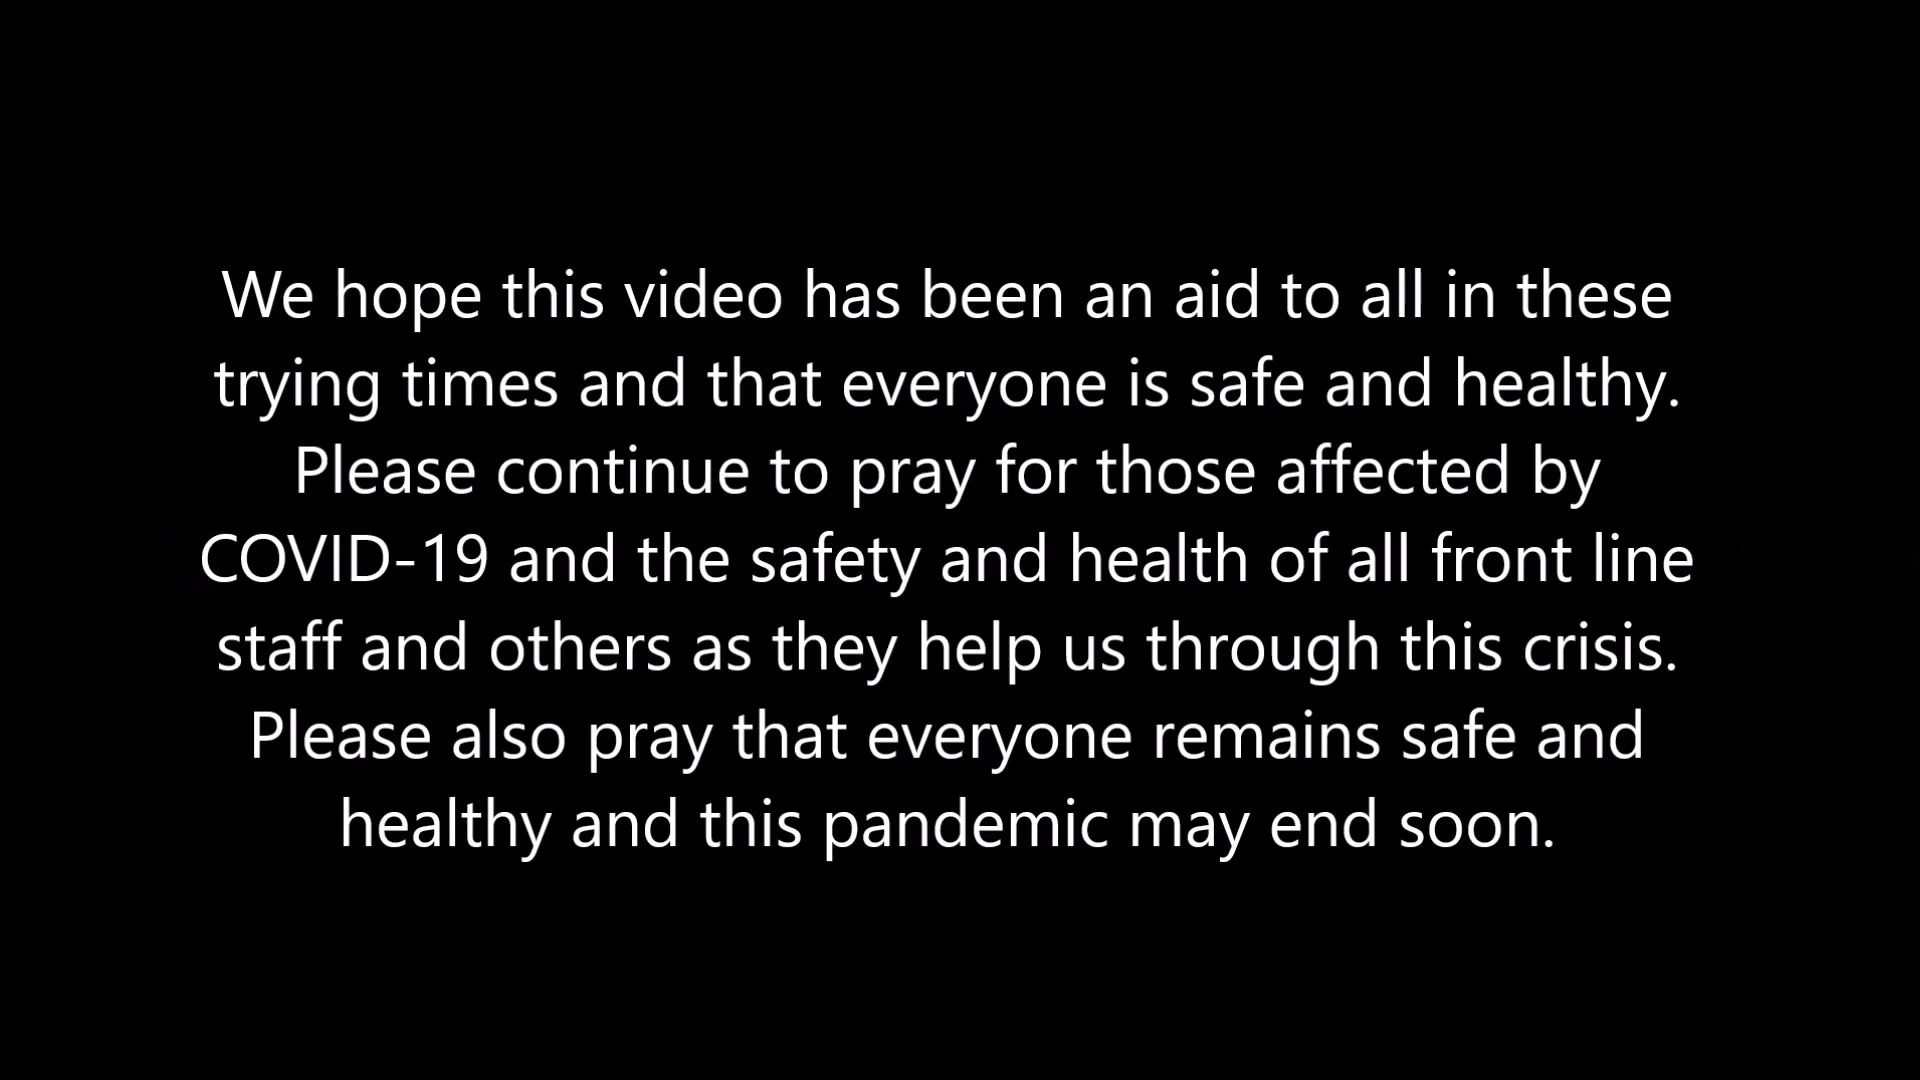 We hope this video has been an aid to all in these
trying times and that everyone is safe and healthy.
Please continue to pray for those affected by
COVID-19 and the safety and health of all front line
staff and others as they help us through this crisis.
Please also pray that everyone remains safe and
healthy and this pandemic may end soon.